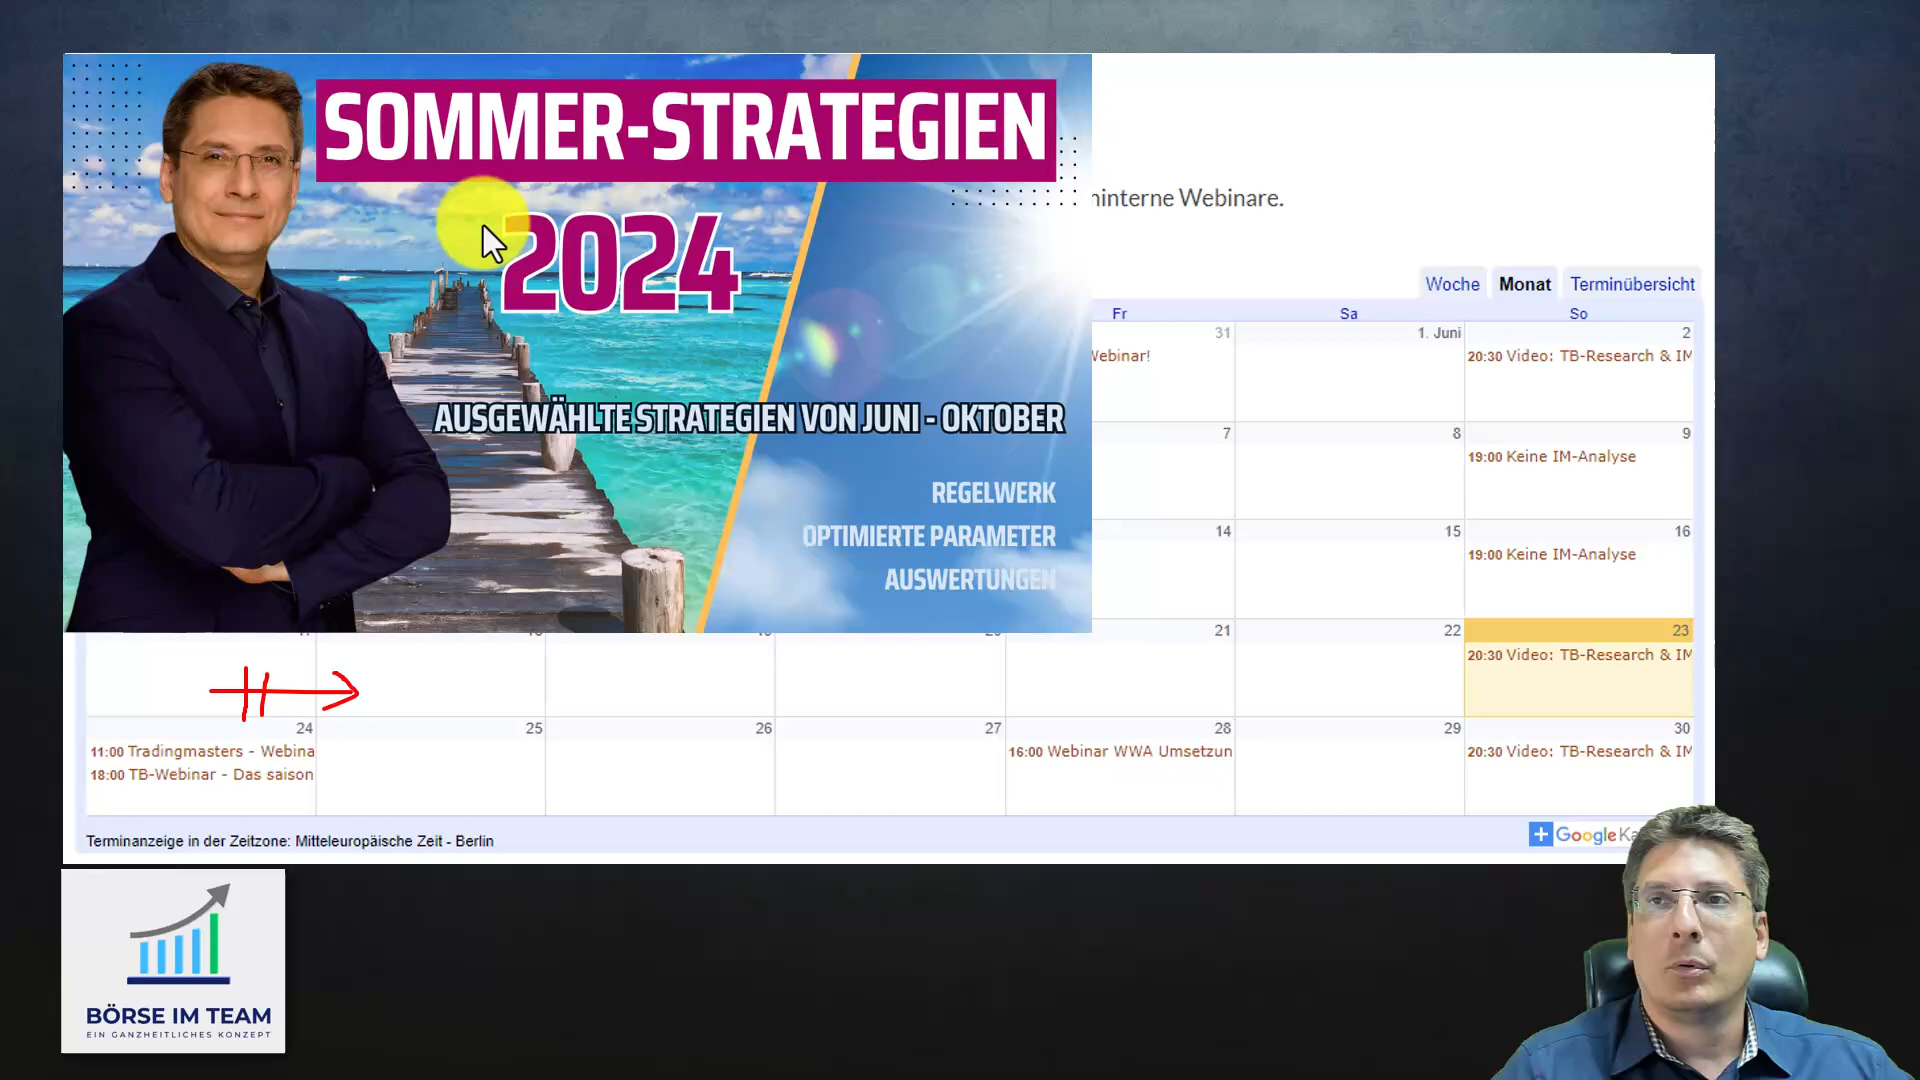 SOMMER-STRATEGIEN
2024
AUSGEWÄHLTE STRATEGIEN VON JUNI - OKTOBER
REGELWERK
OPTIMIERTE PARAMETER
AUSWERTUNGEN
interne Webinare.
Woche Monat Terminübersicht
Fr Sa So
31 1. Juni 2
Webinar! 20:30 Video: TB-Research & IM
7 8 9
19:00 Keine IM-Analyse
14 15 16
19:00 Keine IM-Analyse
21 22 23
20:30 Video: TB-Research & IM
24 25 26 27 28 29 30
11:00 Tradingmasters - Webina 16:00 Webinar WWA Umsetzun 20:30 Video: TB-Research & IM
18:00 TB-Webinar - Das saison
Terminanzeige in der Zeitzone: Mitteleuropäische Zeit - Berlin
Google Ka
BÖRSE IM TEAM
EIN GANZHEITLICHES KONZEPT